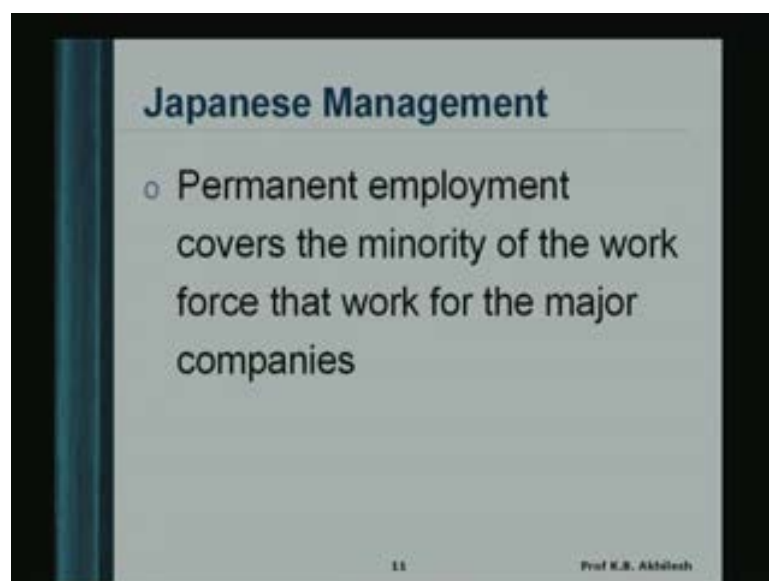 Japanese Management
o Permanent employment
covers the minority of the work
force that work for the major
companies
11
Prof K.B. Akhilesh